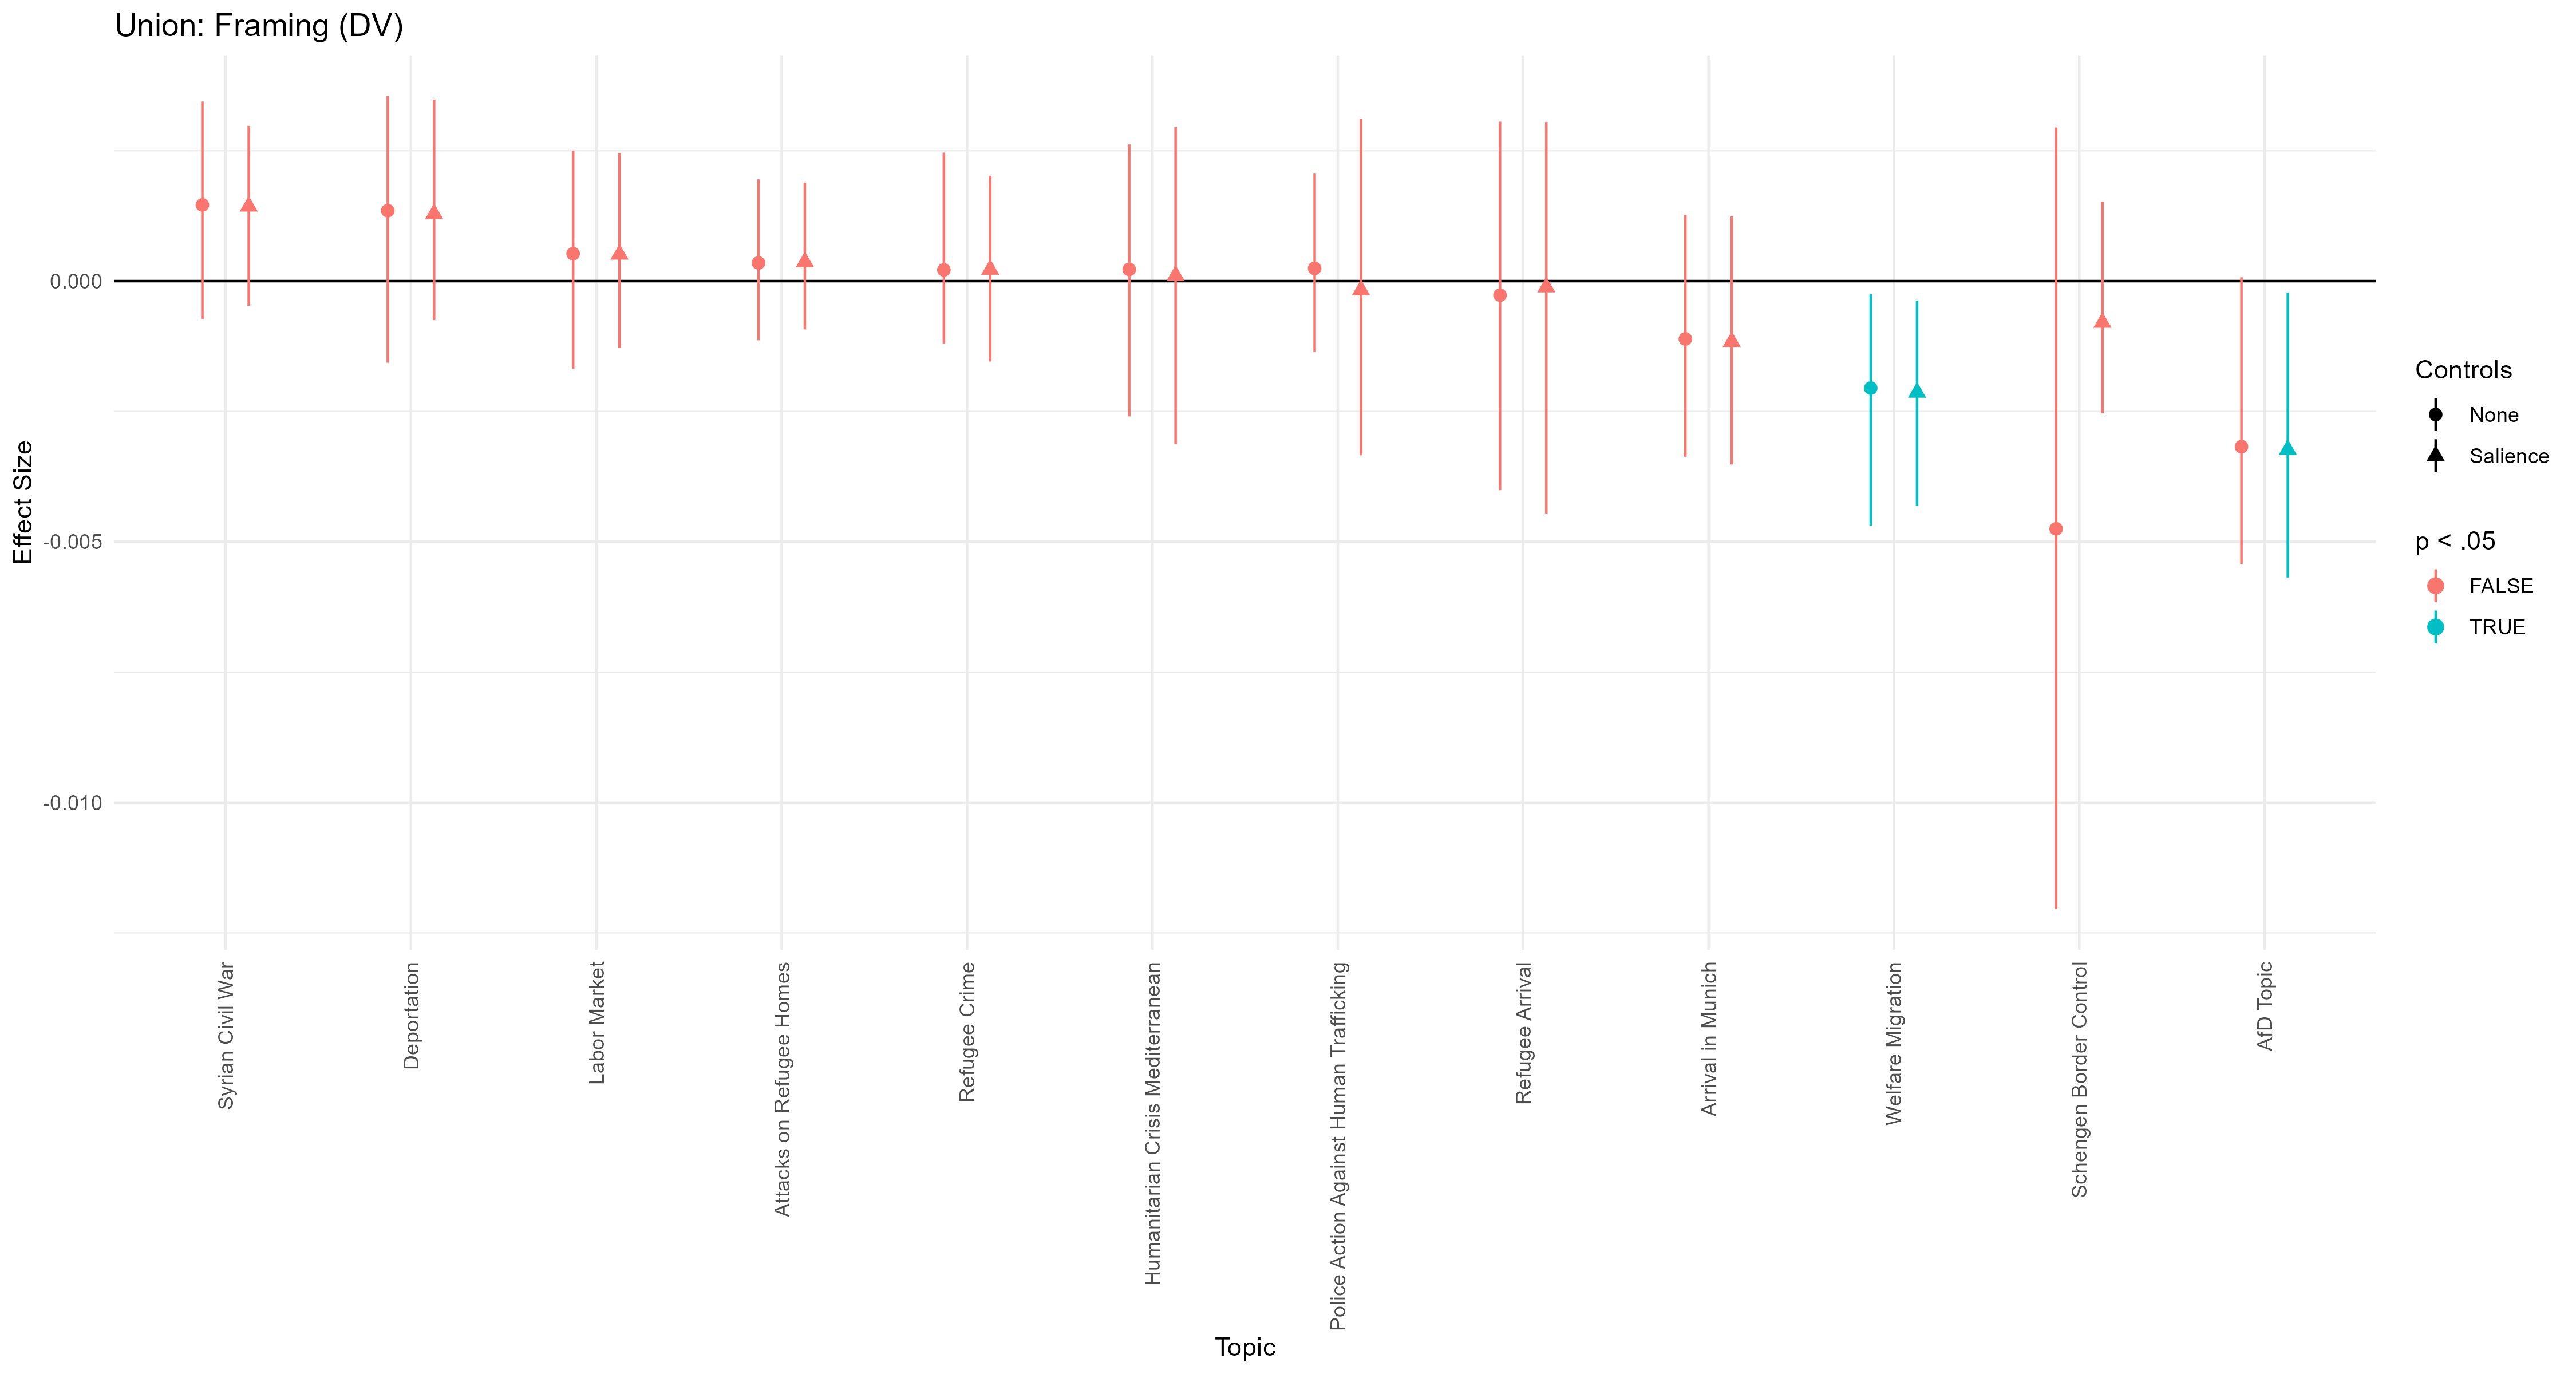 Union: Framing (DV)
Effect Size
0.000
-0.005
-0.010
Syrian Civil War
Deportation
Labor Market
Attacks on Refugee Homes
Refugee Crime
Humanitarian Crisis Mediterranean
Police Action Against Human Trafficking
Refugee Arrival
Arrival in Munich
Welfare Migration
Schengen Border Control
AfD Topic
Topic
Controls
None
Salience
p < .05
FALSE
TRUE